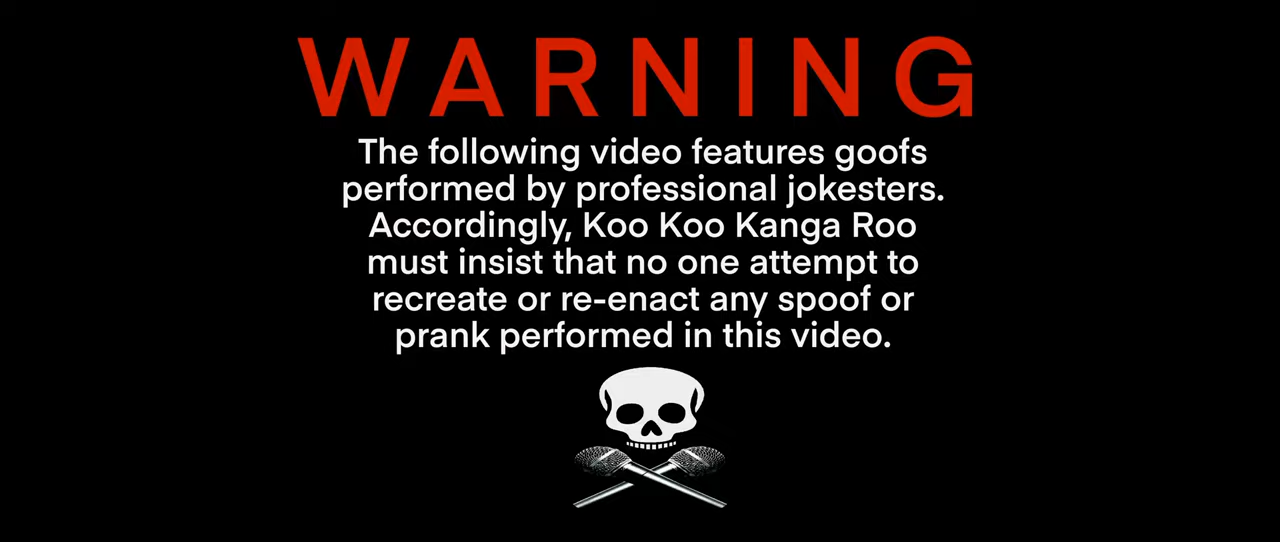 WARNING
The following video features goofs
performed by professional jokesters.
Accordingly, Koo Koo Kanga Roo
must insist that no one attempt to
recreate or re-enact any spoof or
prank performed in this video.